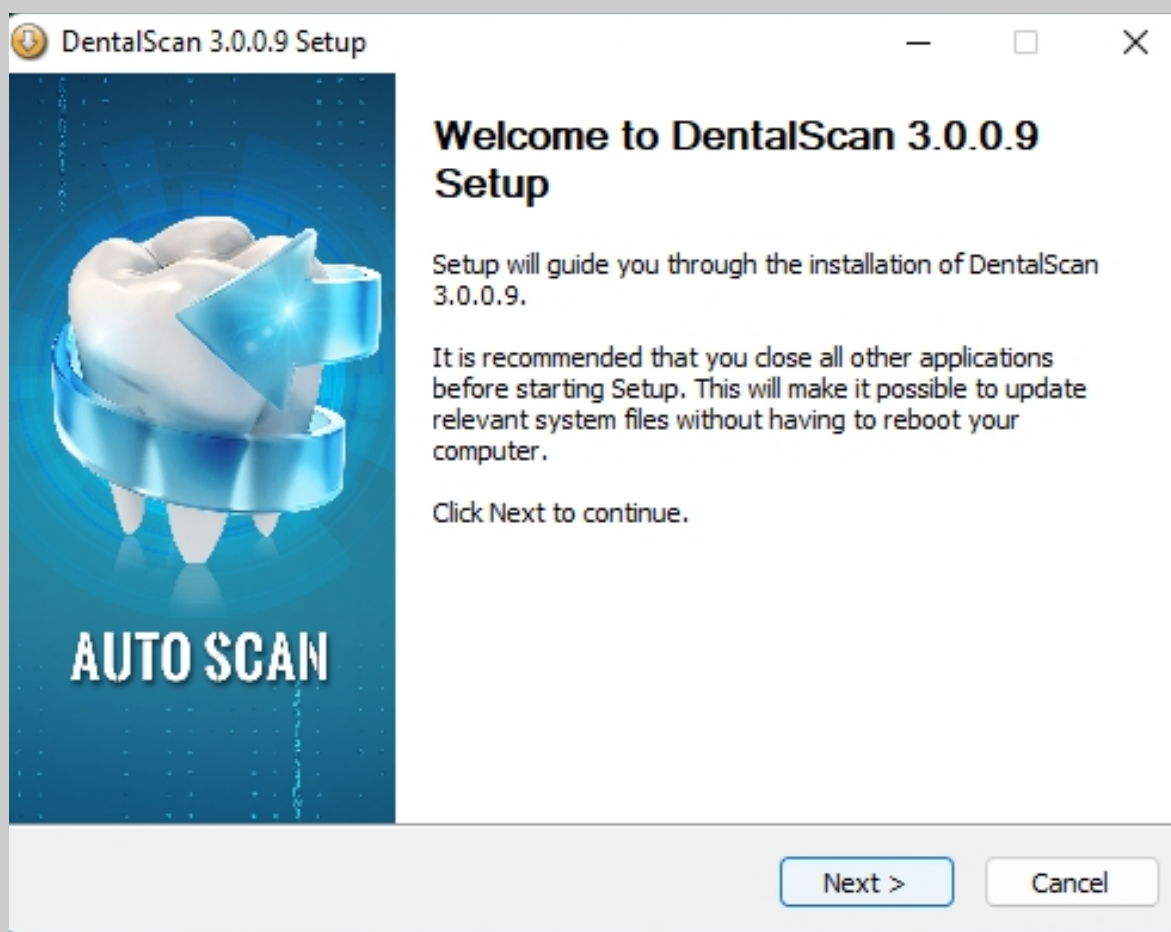 DentalScan 3.0.0.9 Setup
Welcome to DentalScan 3.0.0.9
Setup
Setup will guide you through the installation of DentalScan
3.0.0.9.
It is recommended that you close all other applications
before starting Setup. This will make it possible to update
relevant system files without having to reboot your
computer.
Click Next to continue.
AUTO SCAN
Next >
Cancel